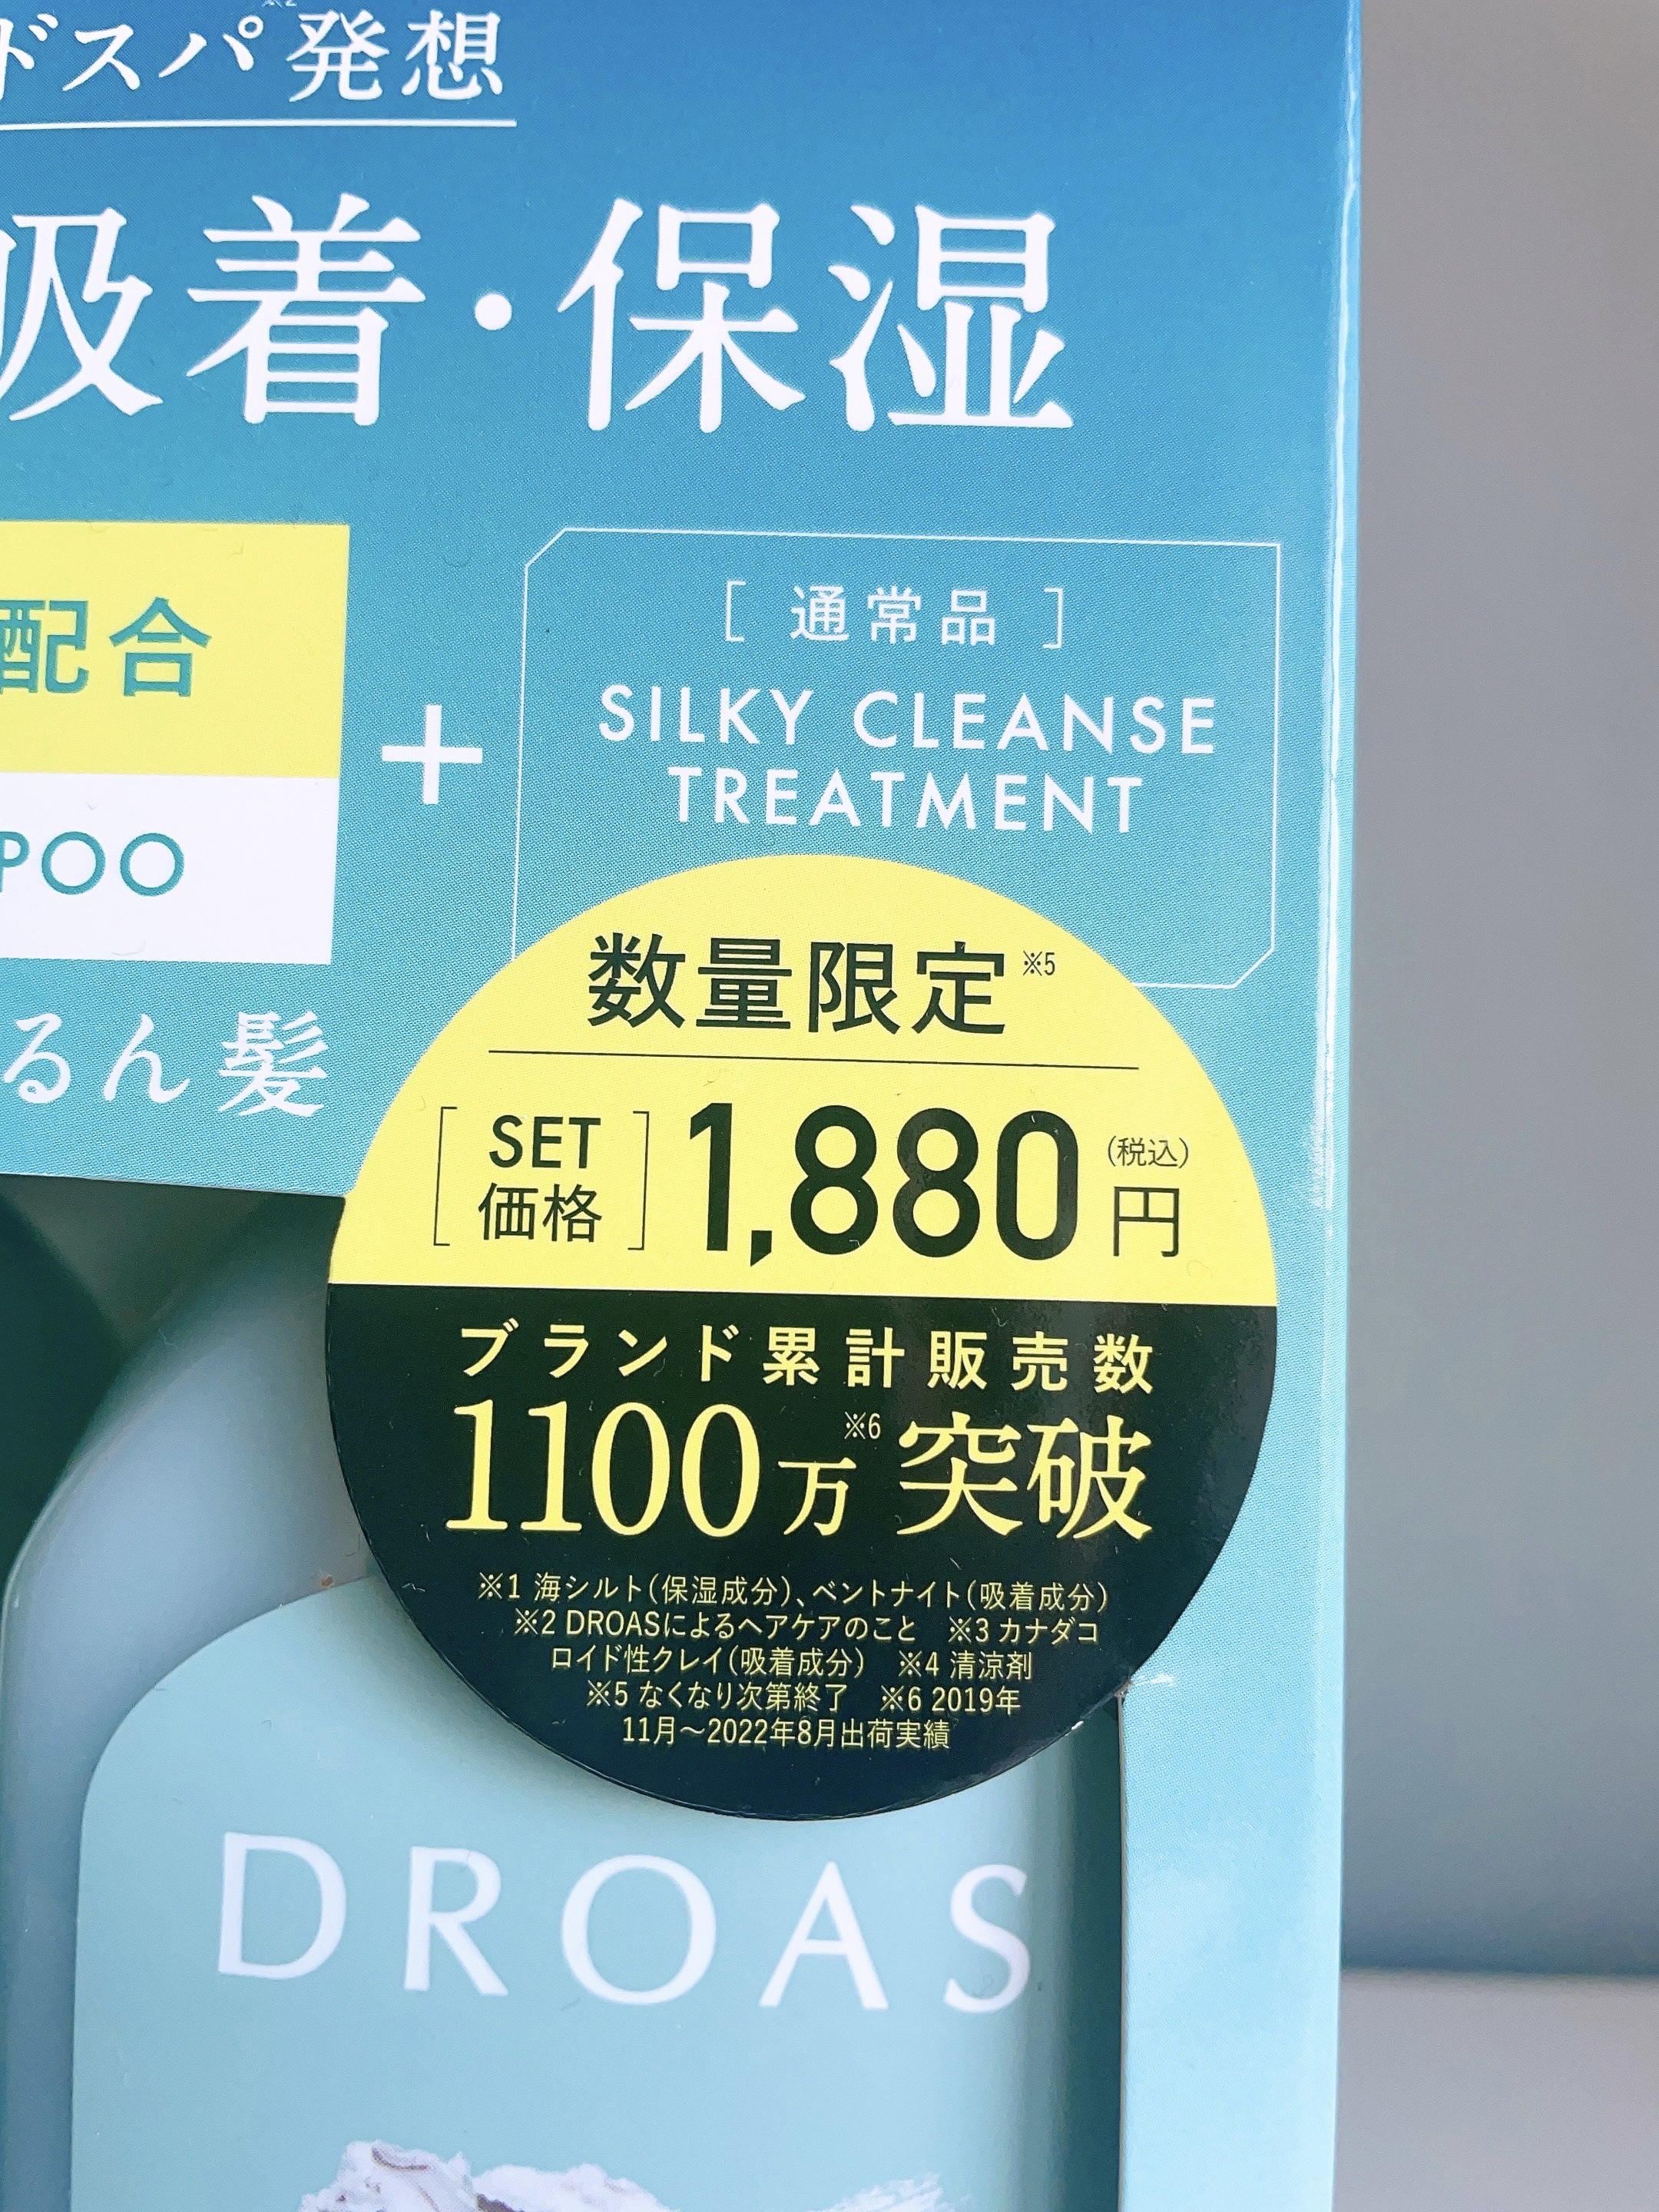 ドスパ※2発想
吸着・保湿
配合
POO
+
[ 通常品 ]
SILKY CLEANSE
TREATMENT
るん髪
数量限定※5
[SET
価格]
1,880
(税込)
円
ブランド累計販売数
1100万※6突破
※1 海シルト(保湿成分)、ベントナイト(吸着成分)
※2 DROASによるヘアケアのこと ※3 カナダコ
ロイド性クレイ(吸着成分) ※4 清涼剤
※5 なくなり次第終了 ※6 2019年
11月〜2022年8月出荷実績
DROAS